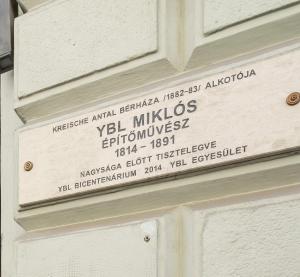 KREISCHE ANTAL BÉRHÁZA /1882-83/ ALKOTÓJA
YBL MIKLÓS
ÉPÍTŐMŰVÉSZ
1814 - 1891
NAGYSÁGA ELŐTT TISZTELEGVE
YBL BICENTENÁRIUM 2014 YBL EGYESÜLET